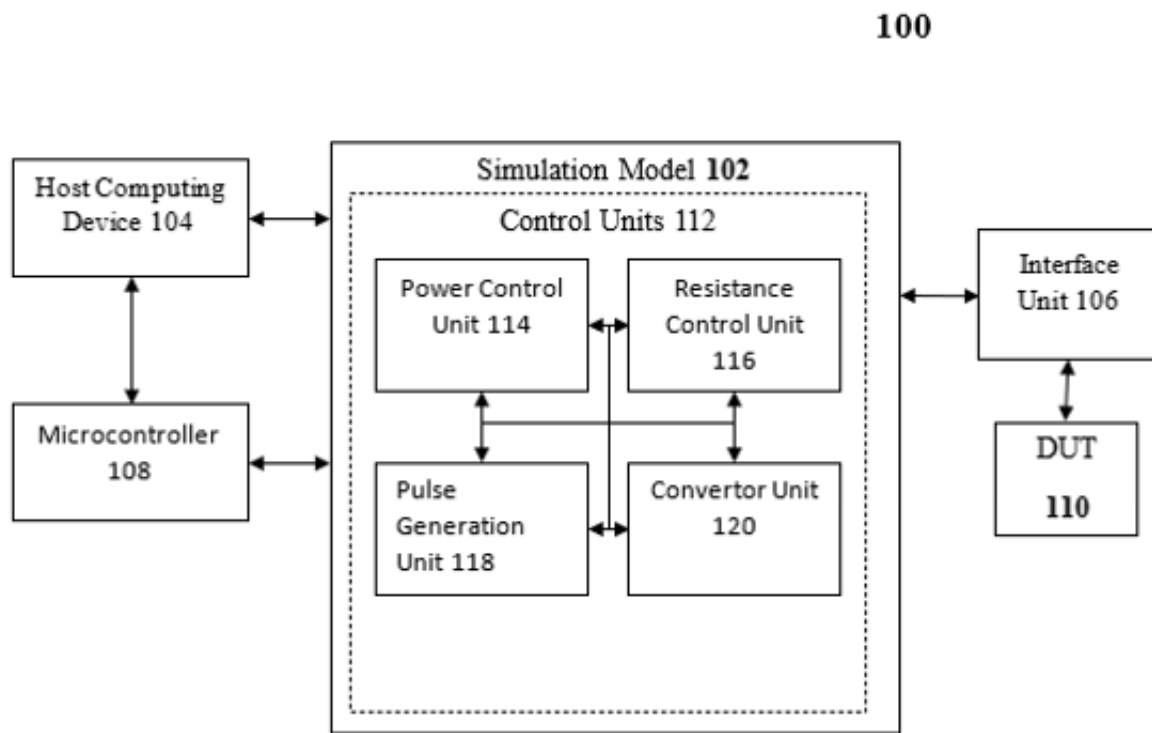 100
Simulation Model 102
Host Computing
Device 104
Control Units 112
Interface
Unit 106
Power Control
Unit 114
Resistance
Control Unit
116
Microcontroller
108
DUT
110
Pulse
Generation
Unit 118
Convertor Unit
120